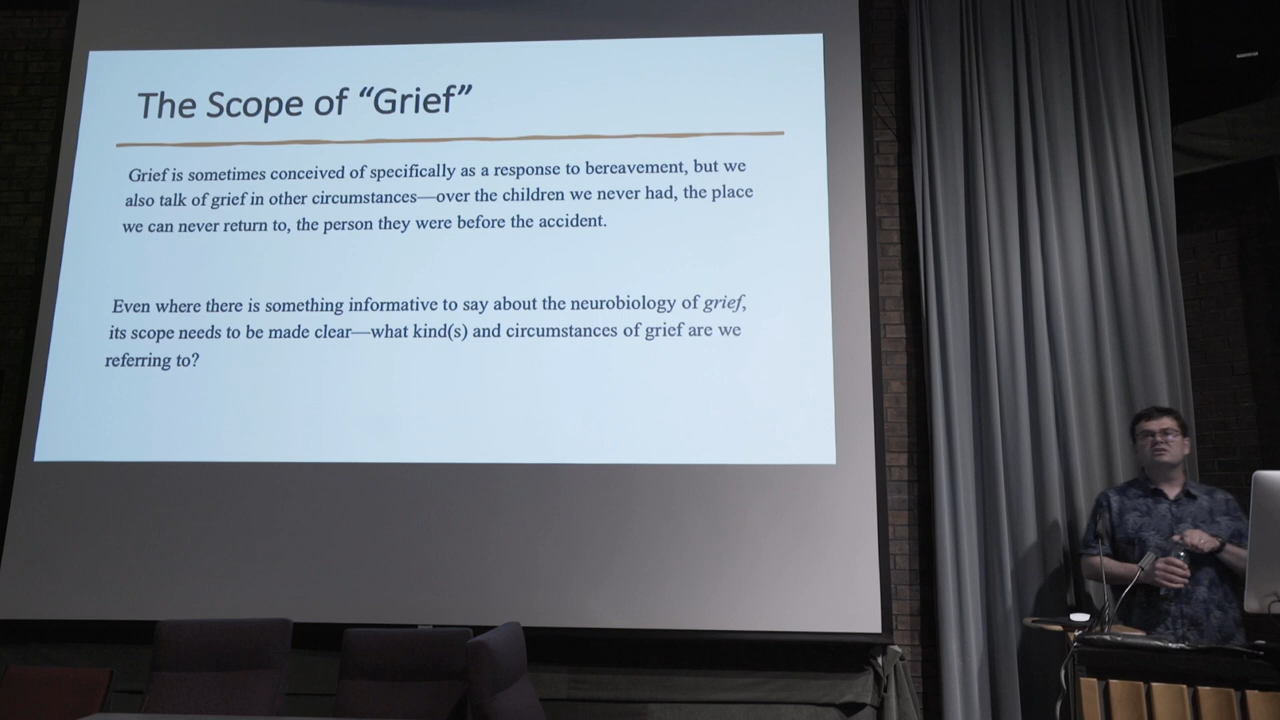 The Scope of “Grief”
Grief is sometimes conceived of specifically as a response to bereavement, but we
also talk of grief in other circumstances—over the children we never had, the place
we can never return to, the person they were before the accident.
Even where there is something informative to say about the neurobiology of grief,
its scope needs to be made clear—what kind(s) and circumstances of grief are we
referring to?